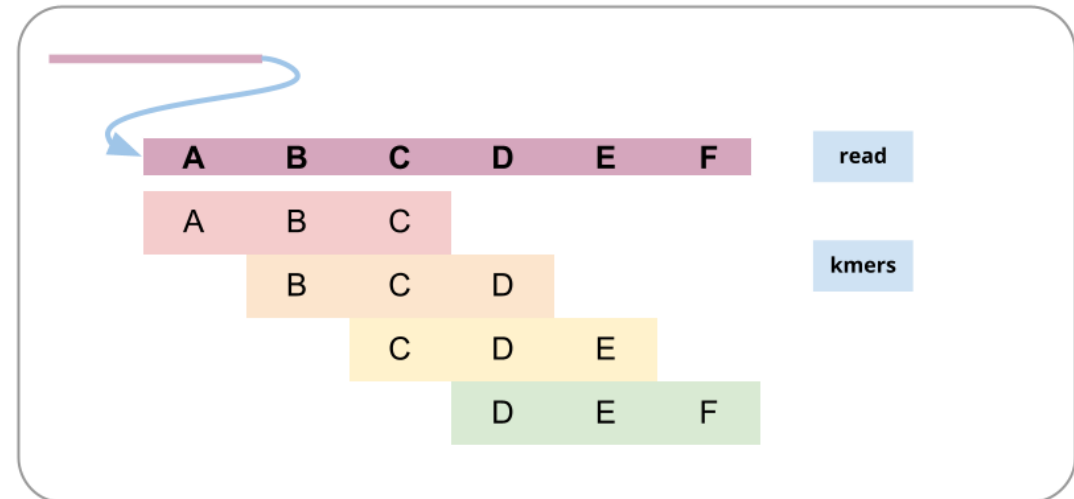 A B C D E F
read
A B C
B C D
kmers
C D E
D E F